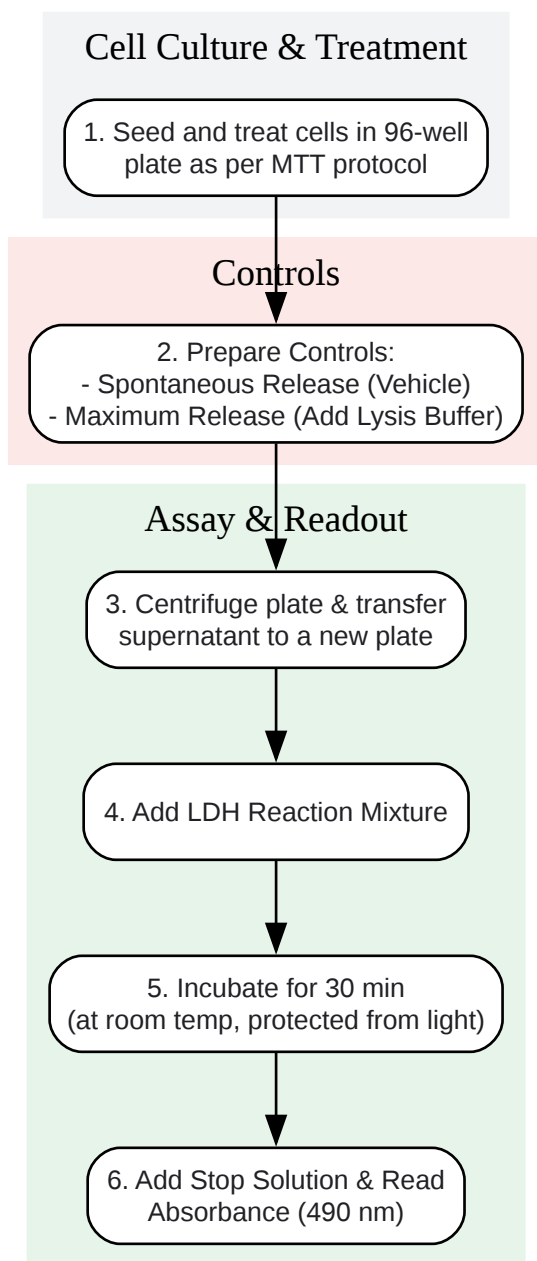 Cell Culture & Treatment
1. Seed and treat cells in 96-well
plate as per MTT protocol
Controls
2. Prepare Controls:
- Spontaneous Release (Vehicle)
- Maximum Release (Add Lysis Buffer)
Assay & Readout
3. Centrifuge plate & transfer
supernatant to a new plate
4. Add LDH Reaction Mixture
5. Incubate for 30 min
(at room temp, protected from light)
6. Add Stop Solution & Read
Absorbance (490 nm)